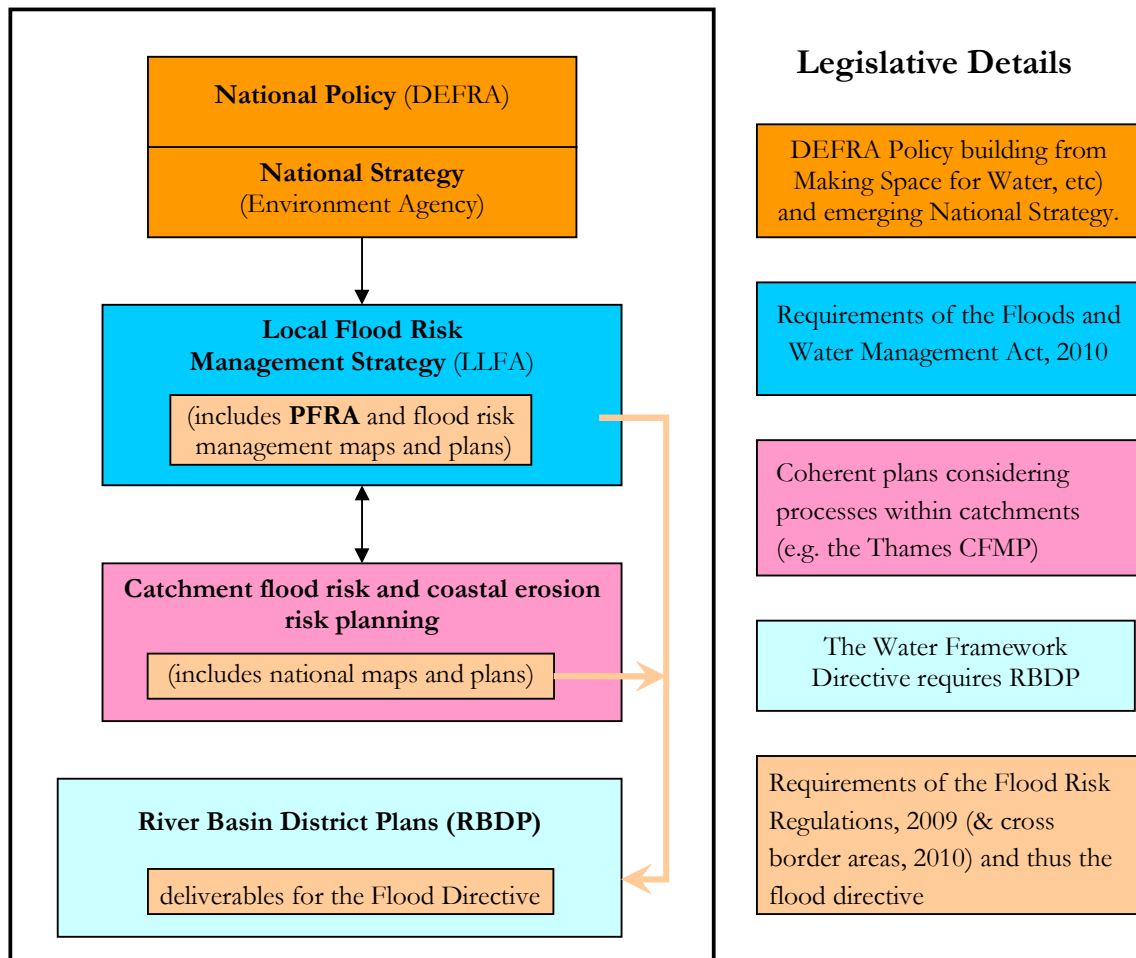 National Policy (DEFRA)
National Strategy
(Environment Agency)
Local Flood Risk
Management Strategy (LLFA)
(includes PFRA and flood risk
management maps and plans)
Catchment flood risk and coastal erosion
risk planning
(includes national maps and plans)
River Basin District Plans (RBDP)
deliverables for the Flood Directive
Legislative Details
DEFRA Policy building from
Making Space for Water, etc)
and emerging National Strategy.
Requirements of the Floods and
Water Management Act, 2010
Coherent plans considering
processes within catchments
(e.g. the Thames CFMP)
The Water Framework
Directive requires RBDP
Requirements of the Flood Risk
Regulations, 2009 (& cross
border areas, 2010) and thus the
flood directive